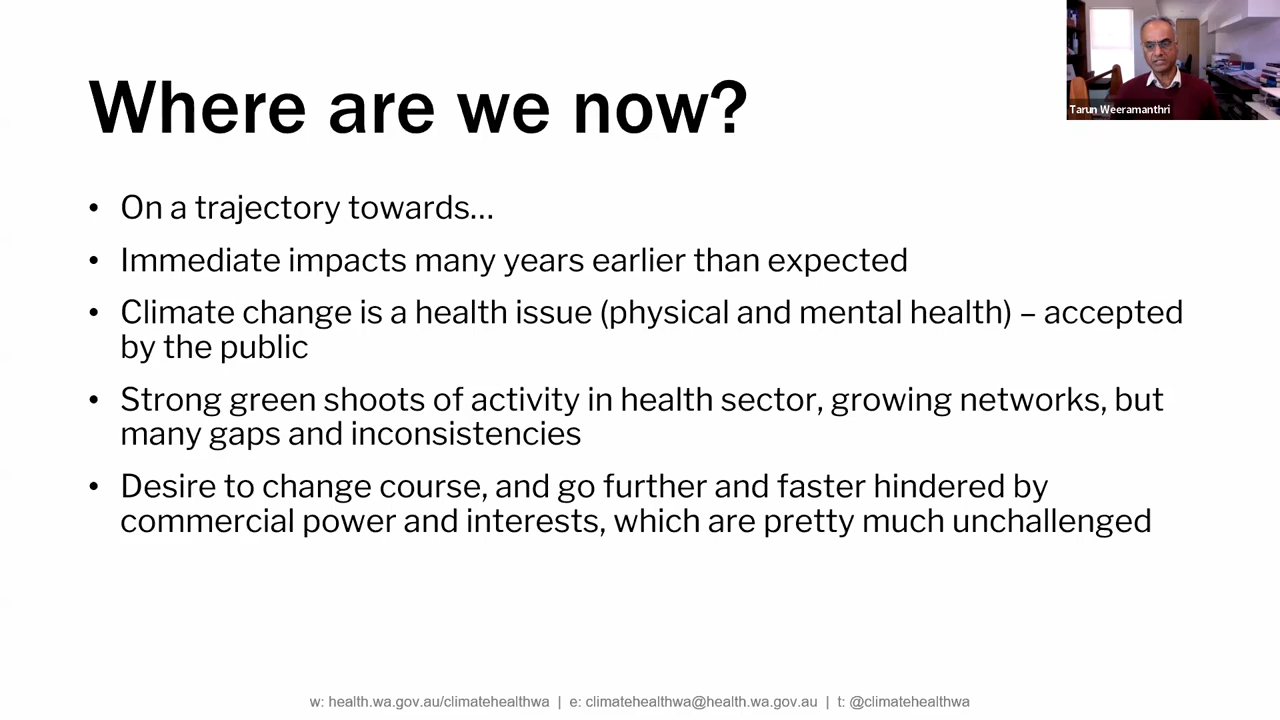 Where are we now?
Tarun Weeramanthri
• On a trajectory towards...
• Immediate impacts many years earlier than expected
• Climate change is a health issue (physical and mental health) – accepted
by the public
• Strong green shoots of activity in health sector, growing networks, but
many gaps and inconsistencies
• Desire to change course, and go further and faster hindered by
commercial power and interests, which are pretty much unchallenged
w: health.wa.gov.au/climatehealthwa | e: climatehealthwa@health.wa.gov.au | t: @climatehealthwa